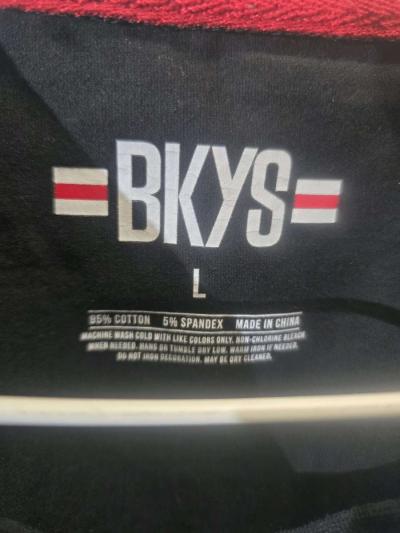 BKYS
L
95% COTTON 5% SPANDEX MADE IN CHINA
MACHINE WASH COLD WITH LIKE COLORS ONLY. NON-CHLORINE BLEACH
WHEN NEEDED. HANG OR TUMBLE DRY LOW. WARM IRON IF NEEDED.
DO NOT IRON DECORATION. MAY BE DRY CLEANED.